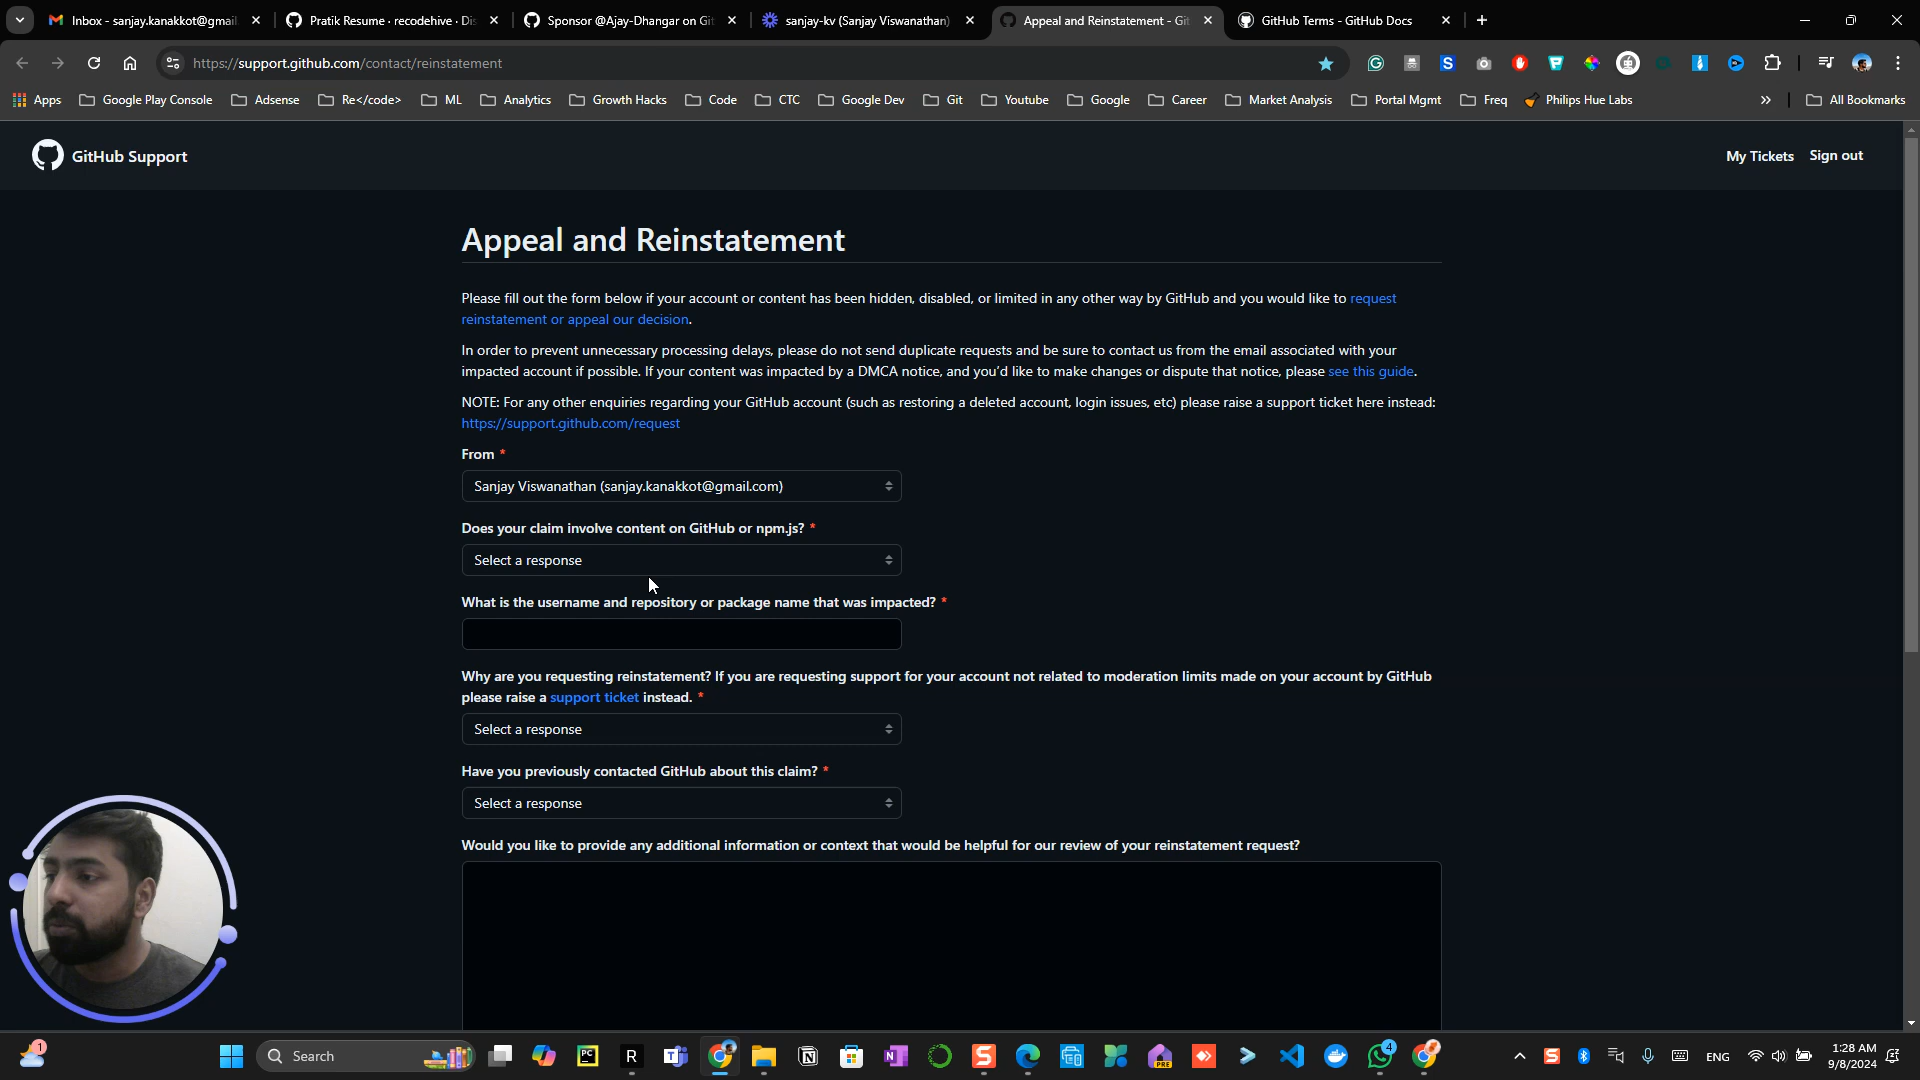 Inbox - sanjay.kanakkot@gmail
Pratik Resume · recodehive · Dis
Sponsor @Ajay-Dhangar on Git
sanjay-kv (Sanjay Viswanathan)
Appeal and Reinstatement - Git
GitHub Terms - GitHub Docs
https://support.github.com/contact/reinstatement
Apps
Google Play Console
Adsense
Re</code>
ML
Analytics
Growth Hacks
Code
CTC
Google Dev
Git
Youtube
Google
Career
Market Analysis
Portal Mgmt
Freq
Philips Hue Labs
All Bookmarks
GitHub Support
My Tickets
Sign out
Appeal and Reinstatement
Please fill out the form below if your account or content has been hidden, disabled, or limited in any other way by GitHub and you would like to request
reinstatement or appeal our decision.
In order to prevent unnecessary processing delays, please do not send duplicate requests and be sure to contact us from the email associated with your
impacted account if possible. If your content was impacted by a DMCA notice, and you'd like to make changes or dispute that notice, please see this guide.
NOTE: For any other enquiries regarding your GitHub account (such as restoring a deleted account, login issues, etc) please raise a support ticket here instead:
https://support.github.com/request
From *
Sanjay Viswanathan (sanjay.kanakkot@gmail.com)
Does your claim involve content on GitHub or npm.js? *
Select a response
What is the username and repository or package name that was impacted? *
Why are you requesting reinstatement? If you are requesting support for your account not related to moderation limits made on your account by GitHub
please raise a support ticket instead. *
Select a response
Have you previously contacted GitHub about this claim? *
Select a response
Would you like to provide any additional information or context that would be helpful for our review of your reinstatement request?
1
Search
PC
R
N
S
PRE
4
ENG
1:28 AM
9/8/2024